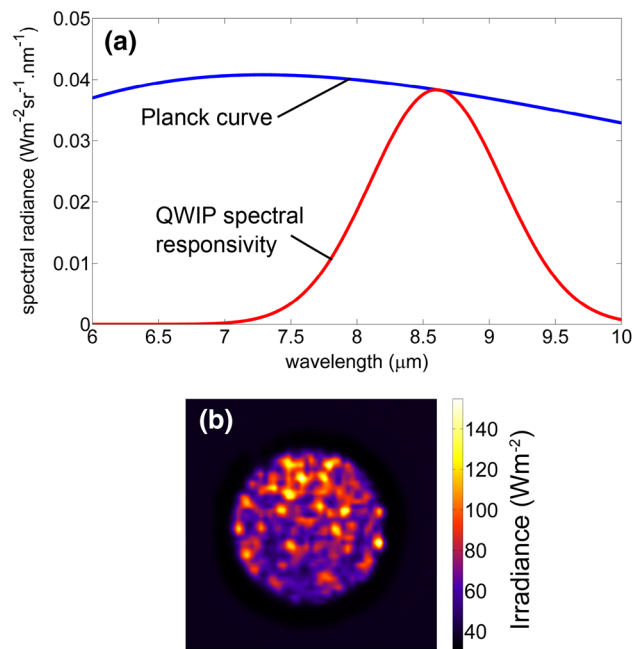 (a)
0.05
0.04
0.03
0.02
0.01
0
spectral radiance (Wm⁻²sr⁻¹.nm⁻¹)
Planck curve
QWIP spectral
responsivity
6 6.5 7 7.5 8 8.5 9 9.5 10
wavelength (μm)
(b)
140
120
100
80
60
40
Irradiance (Wm⁻²)